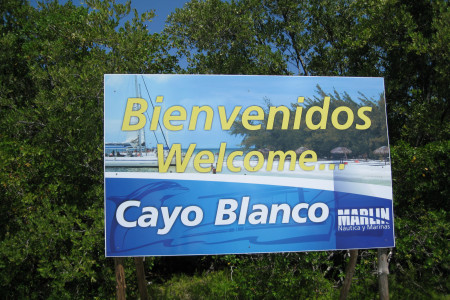 Bienvenidos
Welcome...
Cayo Blanco
MARLIN
Náutica y Marinas